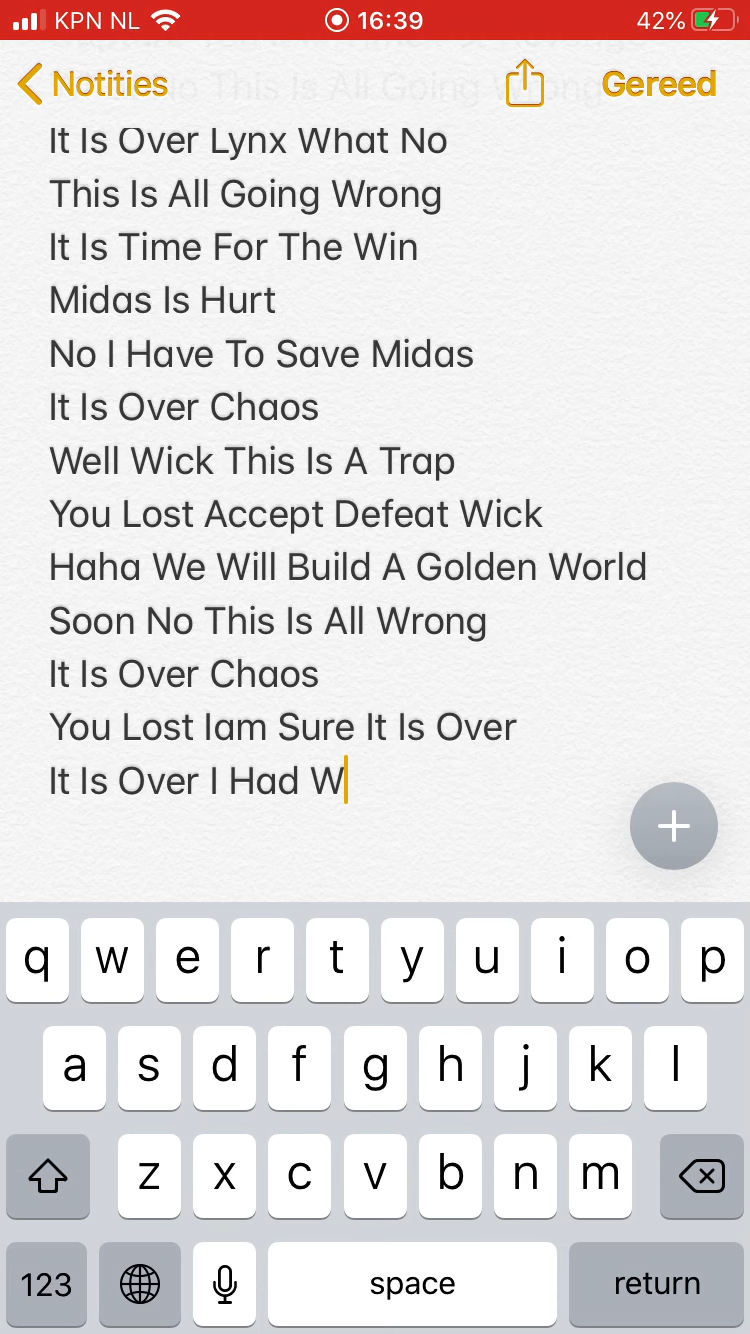 KPN NL 16:39 42%
Notities Gereed
It Is Over Lynx What No
This Is All Going Wrong
It Is Time For The Win
Midas Is Hurt
No I Have To Save Midas
It Is Over Chaos
Well Wick This Is A Trap
You Lost Accept Defeat Wick
Haha We Will Build A Golden World
Soon No This Is All Wrong
It Is Over Chaos
You Lost Iam Sure It Is Over
It Is Over I Had W
q w e r t y u i o p
a s d f g h j k l
z x c v b n m
123 space return